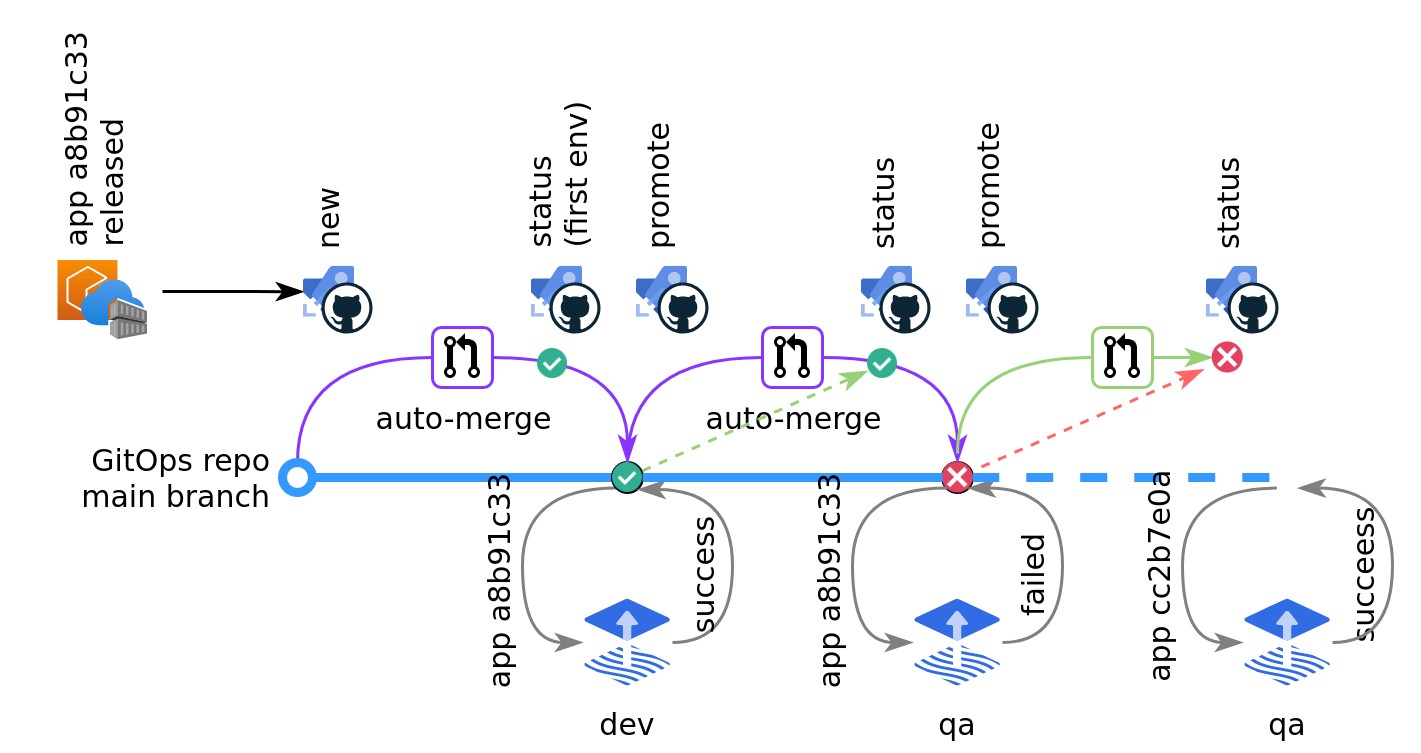 app a8b91c33
released
new
status
(first env)
promote
status
promote
status
auto-merge
auto-merge
GitOps repo
main branch
app a8b91c33
success
app a8b91c33
failed
app cc2b7e0a
succeess
dev
qa
qa